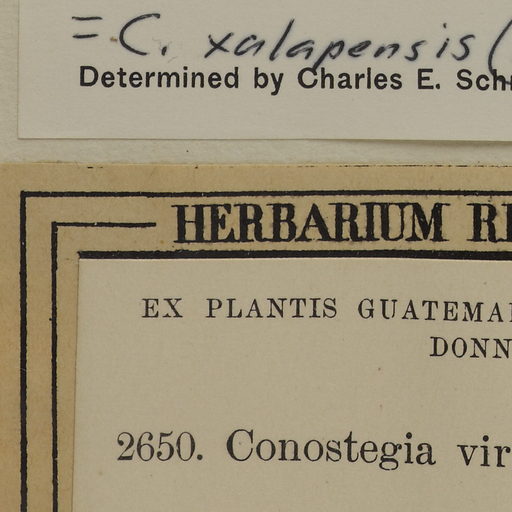 = C. xalapensis (
Determined by Charles E. Sch
HERBARIUM R
EX PLANTIS GUATEMA
DONN
2650. Conostegia vir